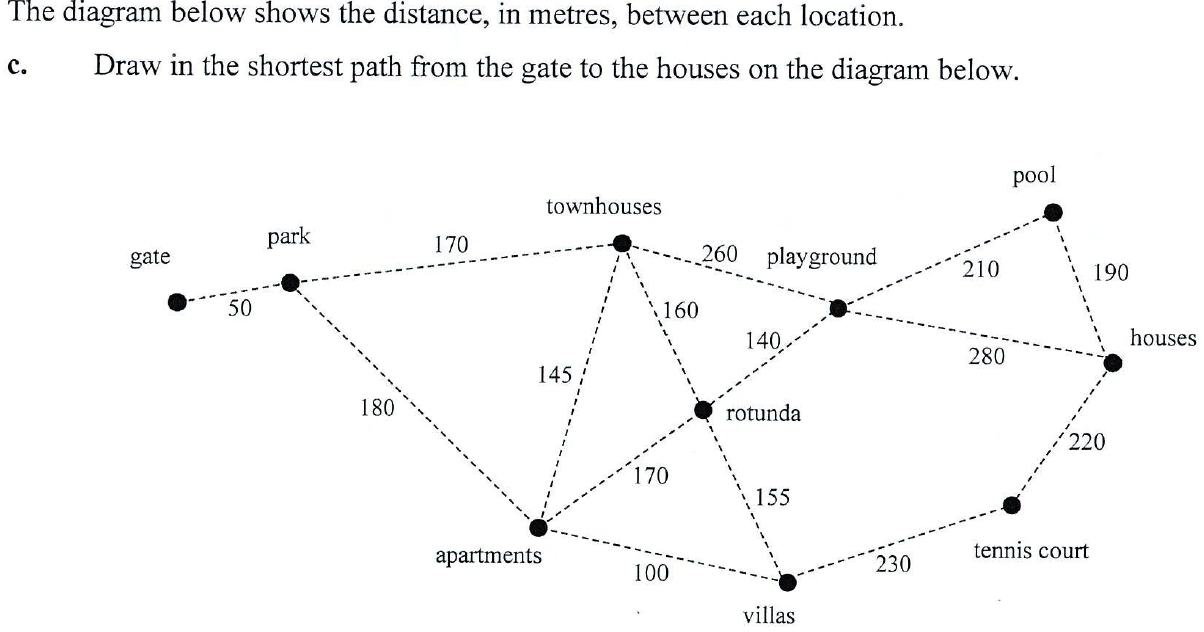 The diagram below shows the distance, in metres, between each location.
c. Draw in the shortest path from the gate to the houses on the diagram below.
pool
townhouses
park
170
260
playground
gate
210
190
50
160
140
houses
145
280
180
rotunda
220
170
155
apartments
100
230
tennis court
villas